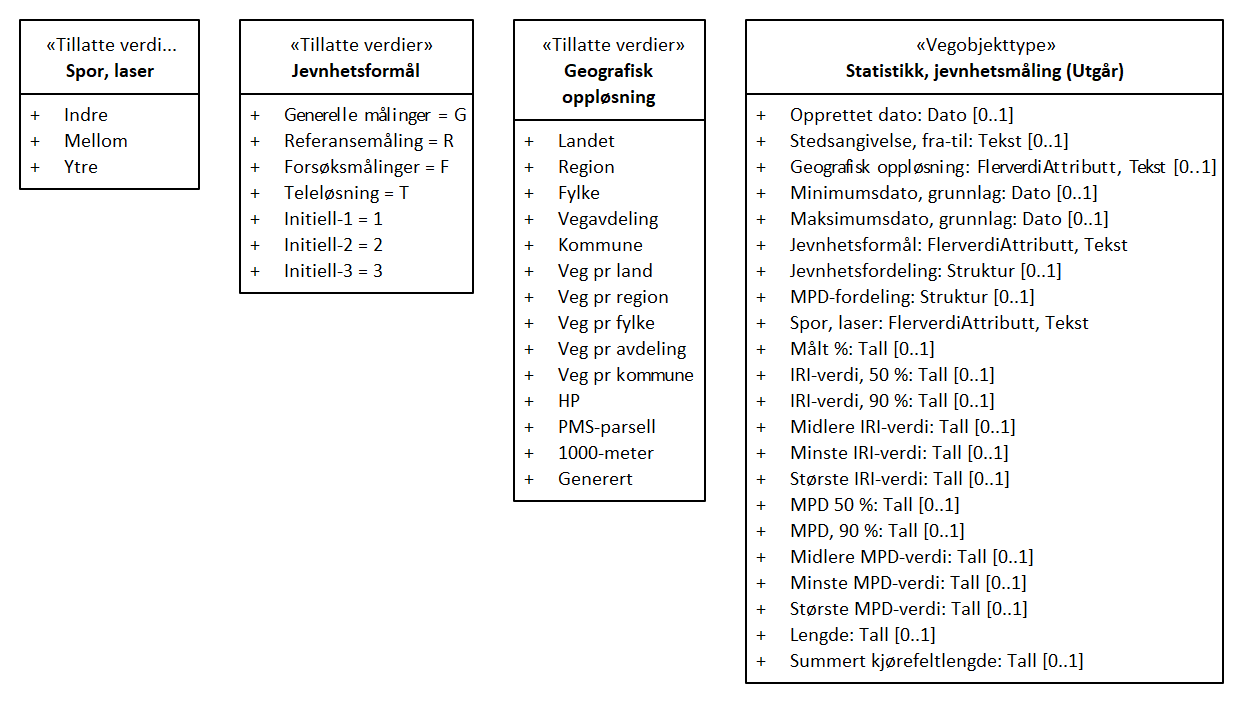 «Tillatte verdi...
Spor, laser
+ Indre
+ Mellom
+ Ytre
«Tillatte verdier»
Jevnhetsformål
+ Generelle målinger = G
+ Referansemåling = R
+ Forsøksmålinger = F
+ Teleløsning = T
+ Initiell-1 = 1
+ Initiell-2 = 2
+ Initiell-3 = 3
«Tillatte verdier»
Geografisk
oppløsning
+ Landet
+ Region
+ Fylke
+ Vegavdeling
+ Kommune
+ Veg pr land
+ Veg pr region
+ Veg pr fylke
+ Veg pr avdeling
+ Veg pr kommune
+ HP
+ PMS-parsell
+ 1000-meter
+ Generert
«Vegobjekttype»
Statistikk, jevnhetsmåling (Utgår)
+ Opprettet dato: Dato [0..1]
+ Stedsangivelse, fra-til: Tekst [0..1]
+ Geografisk oppløsning: FlerverdiAttributt, Tekst [0..1]
+ Minimumsdato, grunnlag: Dato [0..1]
+ Maksimumsdato, grunnlag: Dato [0..1]
+ Jevnhetsformål: FlerverdiAttributt, Tekst
+ Jevnhetsfordeling: Struktur [0..1]
+ MPD-fordeling: Struktur [0..1]
+ Spor, laser: FlerverdiAttributt, Tekst
+ Målt %: Tall [0..1]
+ IRI-verdi, 50 %: Tall [0..1]
+ IRI-verdi, 90 %: Tall [0..1]
+ Midlere IRI-verdi: Tall [0..1]
+ Minste IRI-verdi: Tall [0..1]
+ Største IRI-verdi: Tall [0..1]
+ MPD 50 %: Tall [0..1]
+ MPD, 90 %: Tall [0..1]
+ Midlere MPD-verdi: Tall [0..1]
+ Minste MPD-verdi: Tall [0..1]
+ Største MPD-verdi: Tall [0..1]
+ Lengde: Tall [0..1]
+ Summert kjørefeltlengde: Tall [0..1]